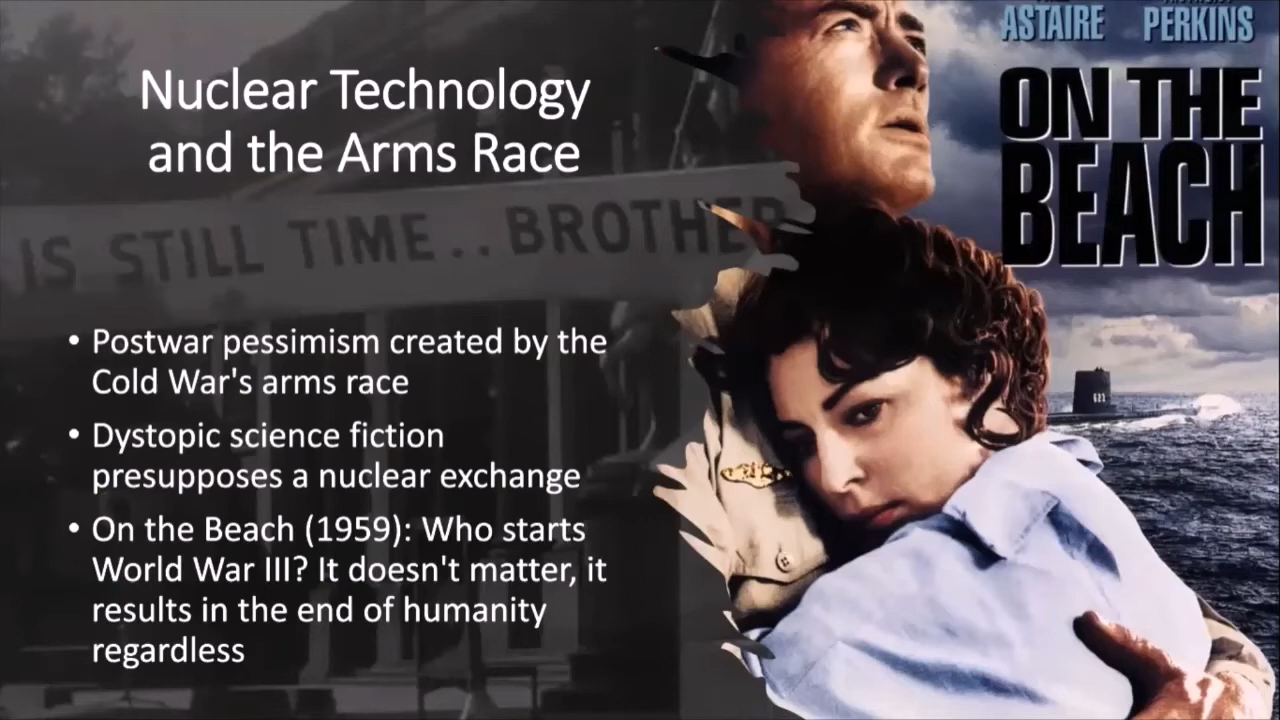 Nuclear Technology
and the Arms Race
IS STILL TIME.. BROTHER
• Postwar pessimism created by the
Cold War's arms race
• Dystopic science fiction
presupposes a nuclear exchange
• On the Beach (1959): Who starts
World War III? It doesn't matter, it
results in the end of humanity
regardless
ASTAIRE PERKINS
ON THE
BEACH
621